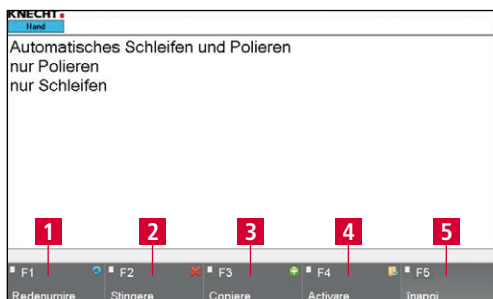 KNECHT
Hand
Automatisches Schleifen und Polieren
nur Polieren
nur Schleifen
1 2 3 4 5
F1 F2 F3 F4 F5
Redenumire Stingere Copiere Activare înapoi